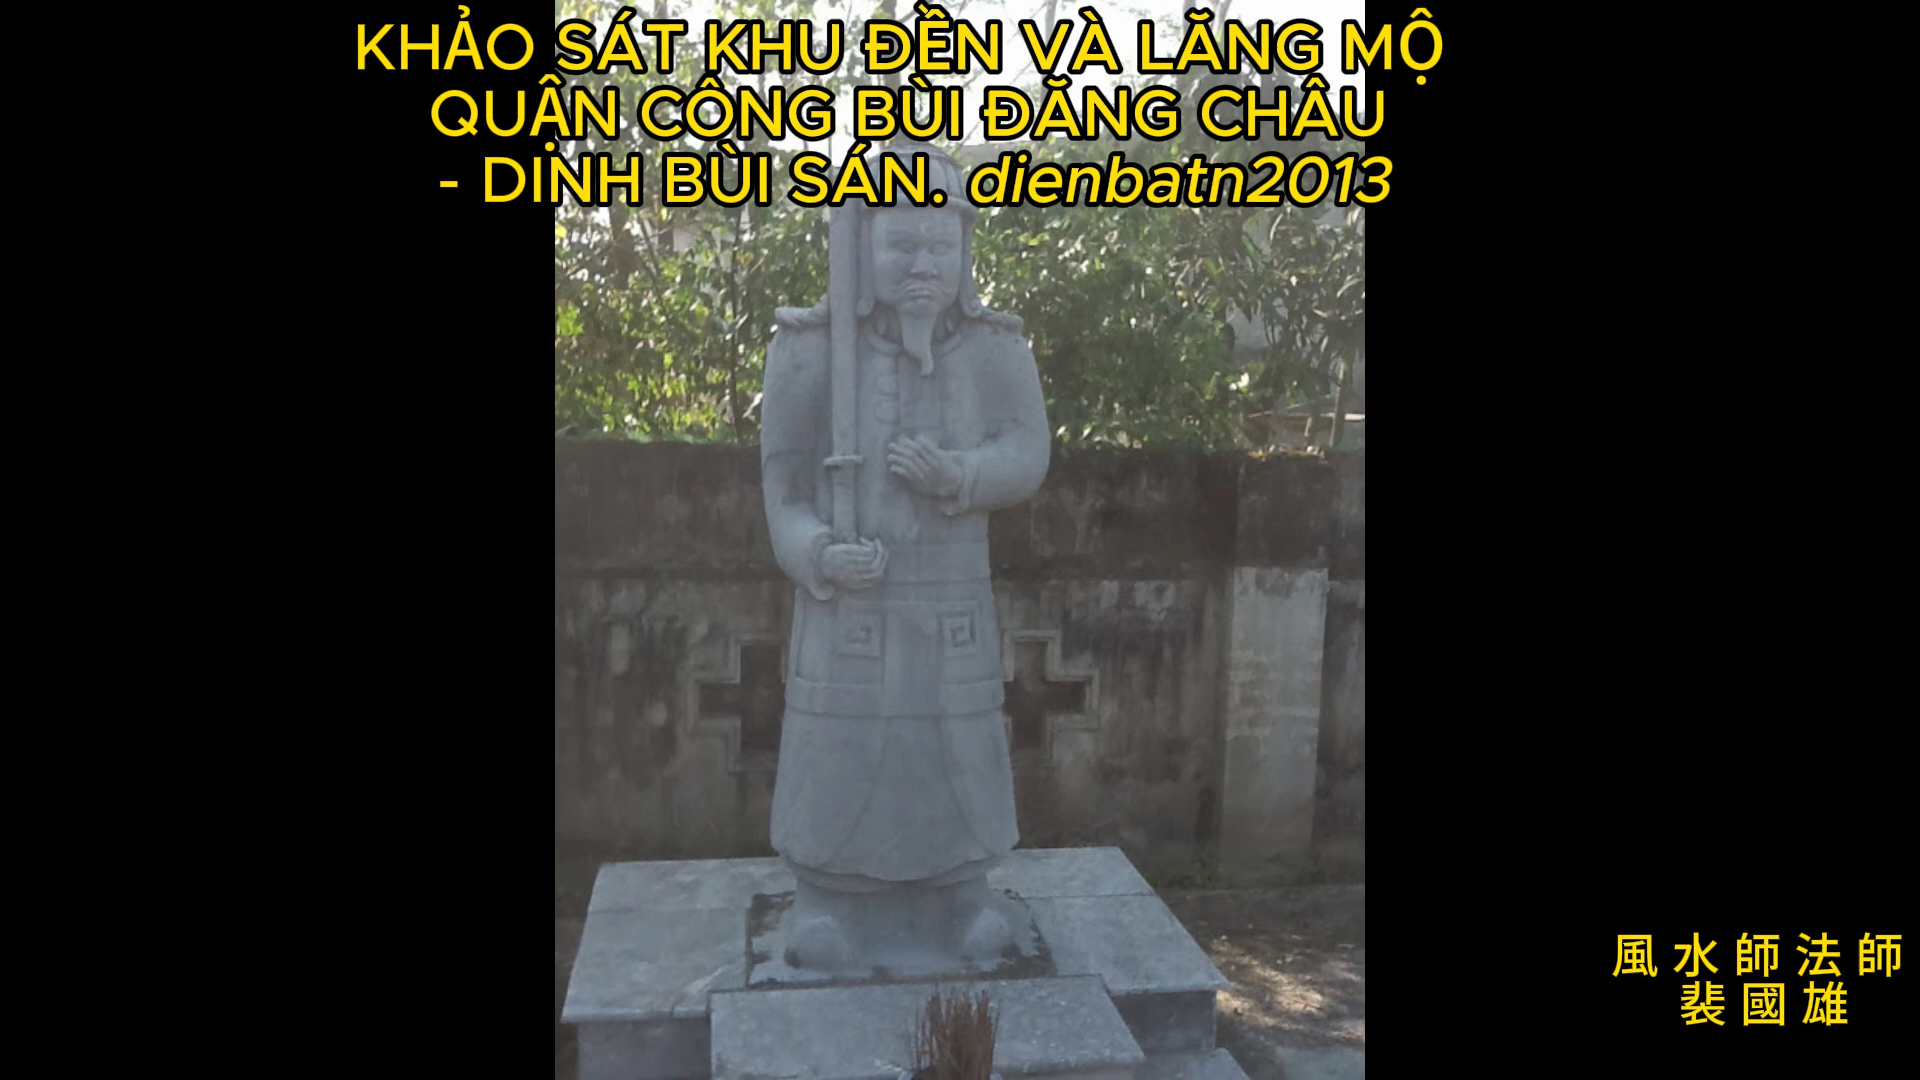 KHẢO SÁT KHU ĐỀN VÀ LĂNG MỘ
QUẬN CÔNG BÙI ĐĂNG CHÂU
- DINH BÙI SÁN. dienbatn2013
風水師法師
裴國雄